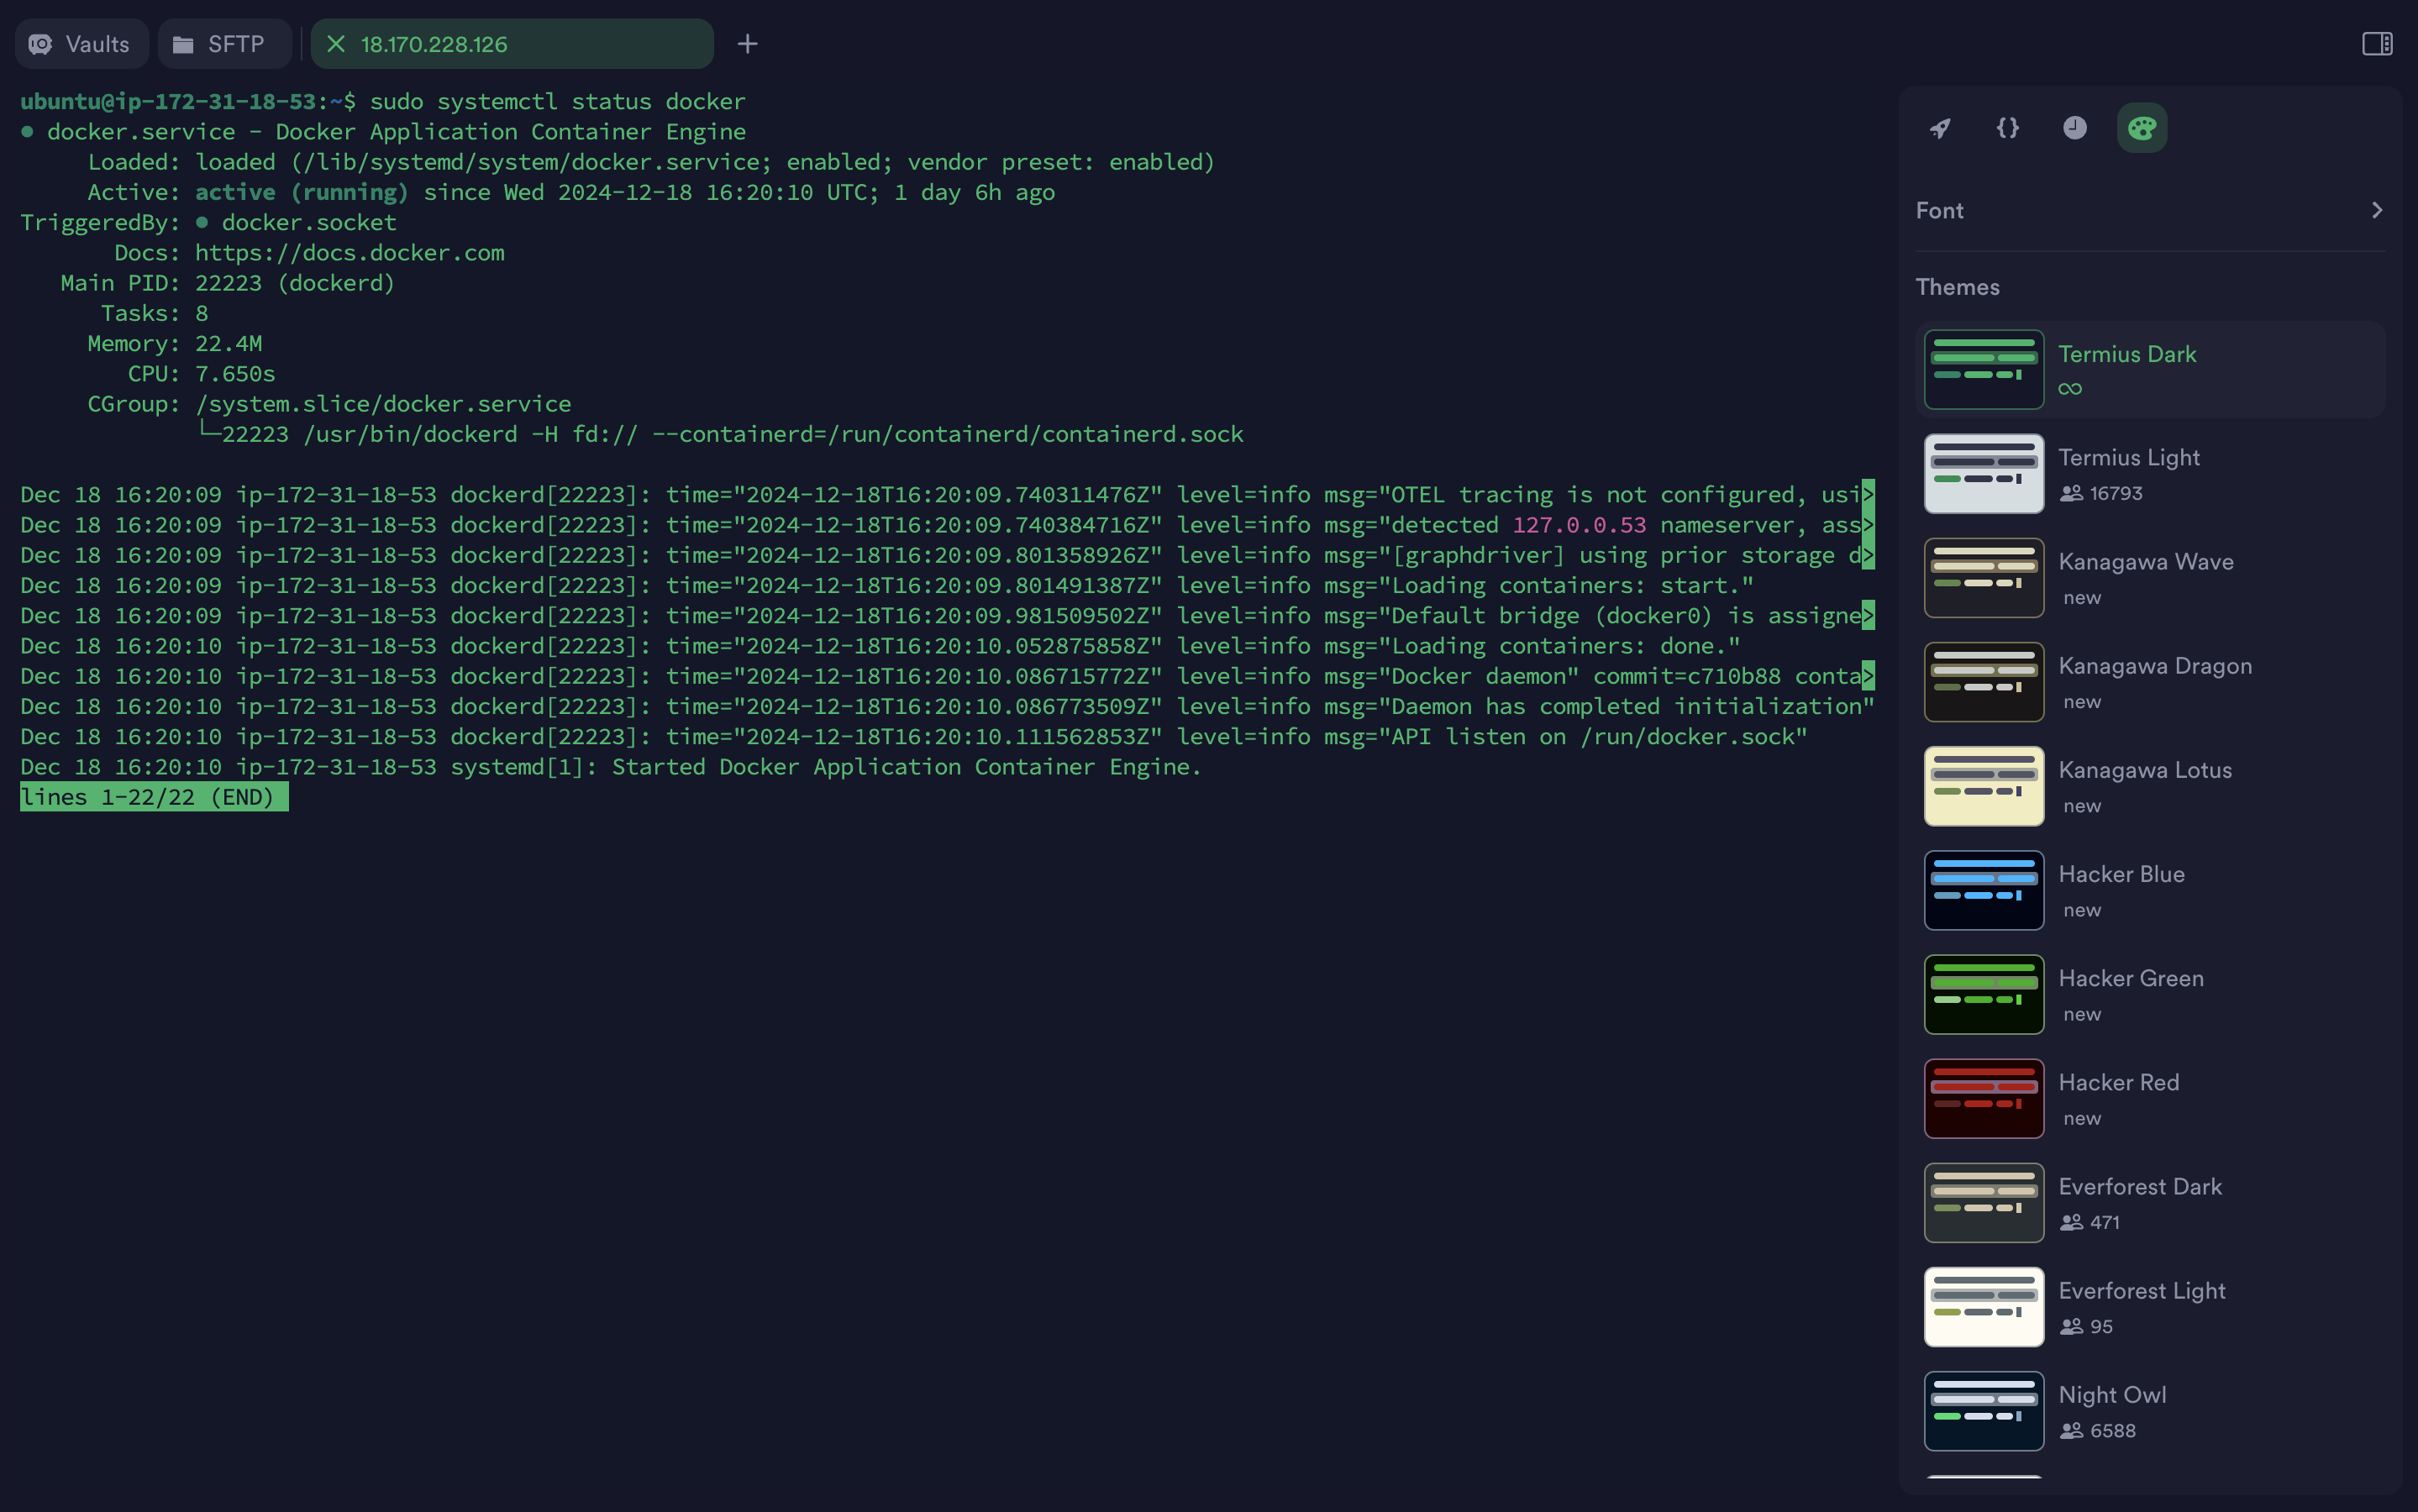 Vaults
SFTP
18.170.228.126
ubuntu@ip-172-31-18-53:~$ sudo systemctl status docker
● docker.service - Docker Application Container Engine
Loaded: loaded (/lib/systemd/system/docker.service; enabled; vendor preset: enabled)
Active: active (running) since Wed 2024-12-18 16:20:10 UTC; 1 day 6h ago
TriggeredBy: ● docker.socket
Docs: https://docs.docker.com
Main PID: 22223 (dockerd)
Tasks: 8
Memory: 22.4M
CPU: 7.650s
CGroup: /system.slice/docker.service
└─22223 /usr/bin/dockerd -H fd:// --containerd=/run/containerd/containerd.sock
Dec 18 16:20:09 ip-172-31-18-53 dockerd[22223]: time="2024-12-18T16:20:09.740311476Z" level=info msg="OTEL tracing is not configured, usi>
Dec 18 16:20:09 ip-172-31-18-53 dockerd[22223]: time="2024-12-18T16:20:09.740384716Z" level=info msg="detected 127.0.0.53 nameserver, ass>
Dec 18 16:20:09 ip-172-31-18-53 dockerd[22223]: time="2024-12-18T16:20:09.801358926Z" level=info msg="[graphdriver] using prior storage d>
Dec 18 16:20:09 ip-172-31-18-53 dockerd[22223]: time="2024-12-18T16:20:09.801491387Z" level=info msg="Loading containers: start."
Dec 18 16:20:09 ip-172-31-18-53 dockerd[22223]: time="2024-12-18T16:20:09.981509502Z" level=info msg="Default bridge (docker0) is assigne>
Dec 18 16:20:10 ip-172-31-18-53 dockerd[22223]: time="2024-12-18T16:20:10.052875858Z" level=info msg="Loading containers: done."
Dec 18 16:20:10 ip-172-31-18-53 dockerd[22223]: time="2024-12-18T16:20:10.086715772Z" level=info msg="Docker daemon" commit=c710b88 conta>
Dec 18 16:20:10 ip-172-31-18-53 dockerd[22223]: time="2024-12-18T16:20:10.086773509Z" level=info msg="Daemon has completed initialization"
Dec 18 16:20:10 ip-172-31-18-53 dockerd[22223]: time="2024-12-18T16:20:10.111562853Z" level=info msg="API listen on /run/docker.sock"
Dec 18 16:20:10 ip-172-31-18-53 systemd[1]: Started Docker Application Container Engine.
lines 1-22/22 (END)
Font
Themes
Termius Dark
∞
Termius Light
16793
Kanagawa Wave
new
Kanagawa Dragon
new
Kanagawa Lotus
new
Hacker Blue
new
Hacker Green
new
Hacker Red
new
Everforest Dark
471
Everforest Light
95
Night Owl
6588